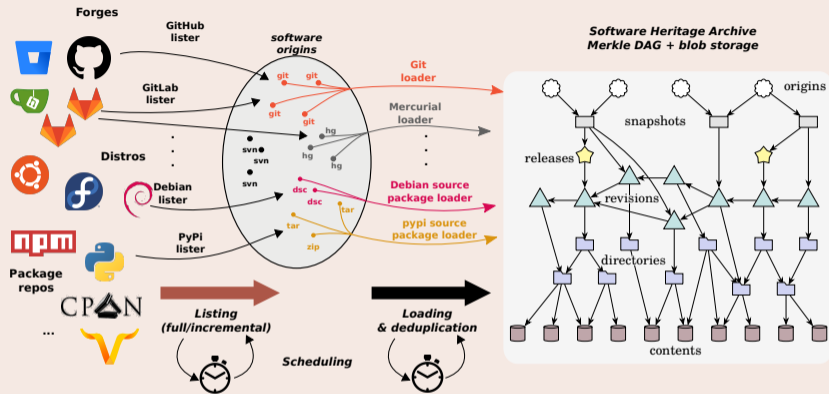 Forges
GitHub
lister
GitLab
lister
Distros
Debian
lister
npm
PyPi
lister
Package
repos
CPAN
...
software
origins
git
git
git
git
hg
hg
hg
svn
svn
svn
dsc
dsc
tar
tar
zip
Git
loader
Mercurial
loader
Debian source
package loader
pypi source
package loader
Listing
(full/incremental)
Scheduling
Loading
& deduplication
Software Heritage Archive
Merkle DAG + blob storage
origins
snapshots
releases
revisions
directories
contents